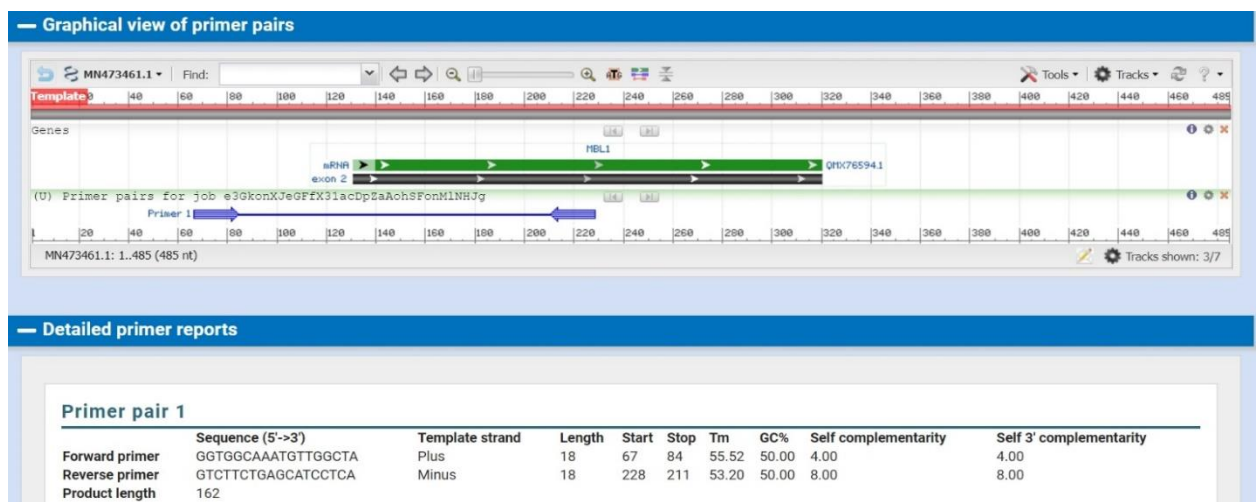 — Graphical view of primer pairs
MN473461.1 Find: Tools Tracks ?
Template 40 60 80 100 120 140 160 180 200 220 240 260 280 300 320 340 360 380 400 420 440 460 485
Genes
MBL1
mRNA QMX76594.1
exon 2
(U) Primer pairs for job
Primer 1
1 20 40 60 80 100 120 140 160 180 200 220 240 260 280 300 320 340 360 380 400 420 440 460 485
MN473461.1: 1..485 (485 nt) Tracks shown: 3/7
— Detailed primer reports
Primer pair 1
Sequence (5'->3') Template strand Length Start Stop Tm GC% Self complementarity Self 3' complementarity
Forward primer GGTGGCAAATGTTGGCTA Plus 18 67 84 55.52 50.00 4.00 4.00
Reverse primer GTCTTCTGAGCATCCTCA Minus 18 228 211 53.20 50.00 8.00 8.00
Product length 162